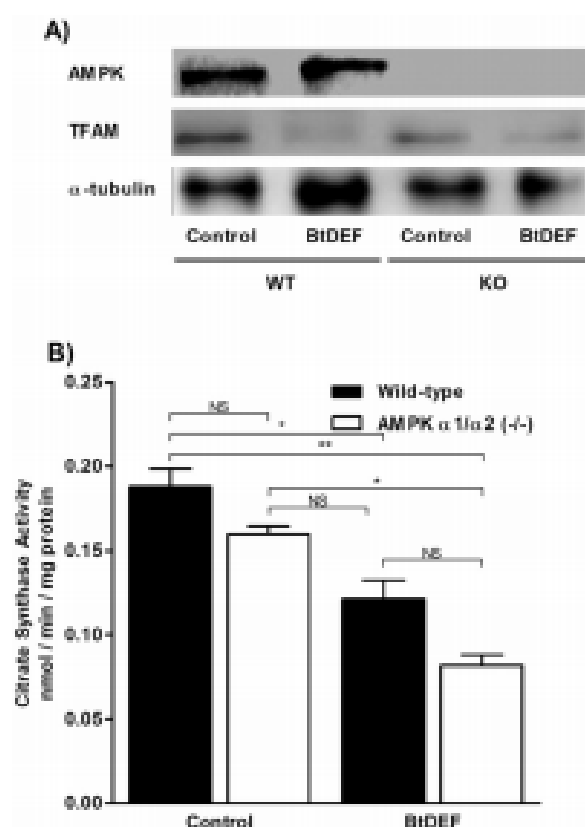 A)
AMPK
TFAM
α-tubulin
Control BtDEF Control BtDEF
WT KO
B)
0.25
Wild-type
AMPK α1/α2 (-/-)
NS
*
**
0.20
*
NS
0.15
NS
0.10
0.05
0.00
Citrate Synthase Activity
nmol / min / mg protein
Control BtDEF